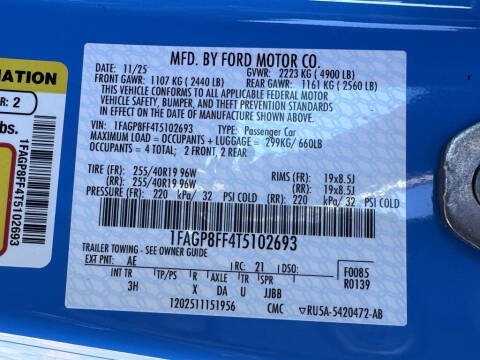 MFD. BY FORD MOTOR CO.
DATE: 11/25 GVWR: 2223 KG ( 4900 LB)
FRONT GAWR: 1107 KG ( 2440 LB) REAR GAWR: 1161 KG ( 2560 LB)
THIS VEHICLE CONFORMS TO ALL APPLICABLE FEDERAL MOTOR
VEHICLE SAFETY, BUMPER, AND THEFT PREVENTION STANDARDS
IN EFFECT ON THE DATE OF MANUFACTURE SHOWN ABOVE.
VIN: 1FAGP8FF4T5102693 TYPE: Passenger Car
MAXIMUM LOAD = OCCUPANTS + LUGGAGE = 299KG/ 660LB
OCCUPANTS = 4 TOTAL; 2 FRONT, 2 REAR
TIRE (FR): 255/40R19 96W RIMS (FR): 19x8.5J
(RR): 255/40R19 96W (RR): 19x8.5J
PRESSURE (FR): 220 kPa/ 32 PSI COLD (RR): 220 kPa/ 32 PSI COLD
1FAGP8FF4T5102693
TRAILER TOWING - SEE OWNER GUIDE
EXT PNT: AE RC: 21 DSO: F0085
INT TR TP/PS R AXLE TR SPR R0139
3H X DA U JJBB
1202511151956 CMC RU5A-5420472-AB
MATION
R: 2
lbs.
1FAGP8FF4T5102693